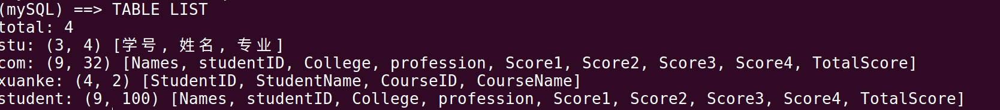 (mySQL) ==> TABLE LIST
total: 4
stu: (3, 4) [学号, 姓名, 专业]
com: (9, 32) [Names, studentID, College, profession, Score1, Score2, Score3, Score4, TotalScore]
xuanke: (4, 2) [StudentID, StudentName, CourseID, CourseName]
student: (9, 100) [Names, studentID, College, profession, Score1, Score2, Score3, Score4, TotalScore]